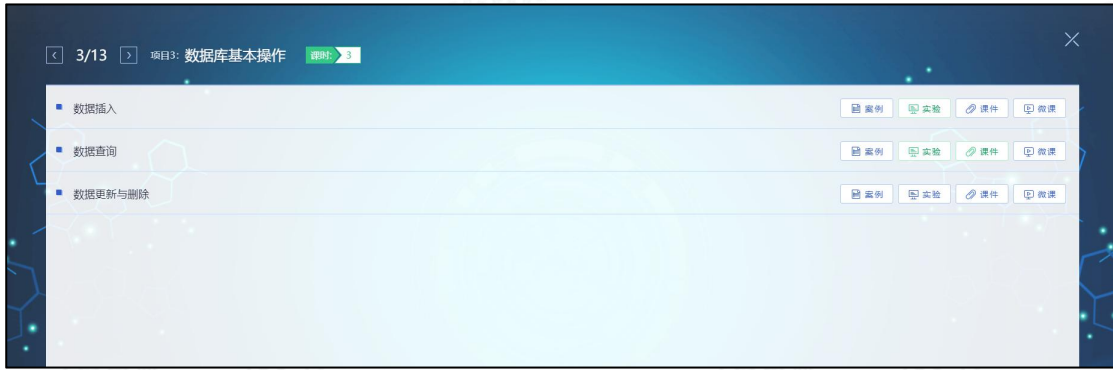 3/13 项目3: 数据库基本操作 课时: 3
数据插入 案例 实验 课件 微课
数据查询 案例 实验 课件 微课
数据更新与删除 案例 实验 课件 微课